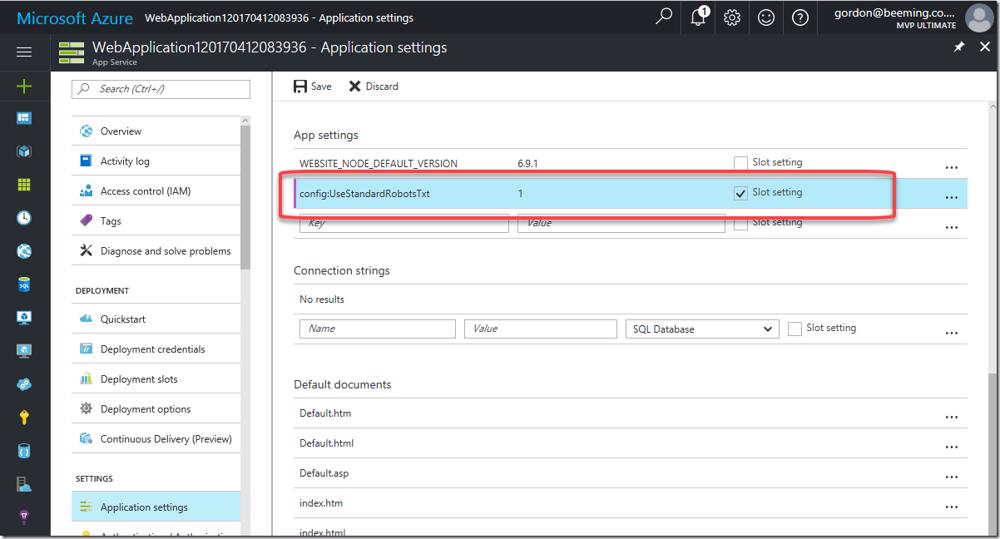 Microsoft Azure WebApplication120170412083936 - Application settings
1
gordon@beeming.co....
MVP ULTIMATE
WebApplication120170412083936 - Application settings
App Service
Search (Ctrl+/)
Overview
Activity log
Access control (IAM)
Tags
Diagnose and solve problems
DEPLOYMENT
Quickstart
Deployment credentials
Deployment slots
Deployment options
Continuous Delivery (Preview)
SETTINGS
Application settings
Save Discard
App settings
WEBSITE_NODE_DEFAULT_VERSION 6.9.1 Slot setting ...
config:UseStandardRobotsTxt 1 Slot setting ...
Key Value Slot setting ...
Connection strings
No results
Name Value SQL Database Slot setting ...
Default documents
Default.htm ...
Default.html ...
Default.asp ...
index.htm ...
index.html ...